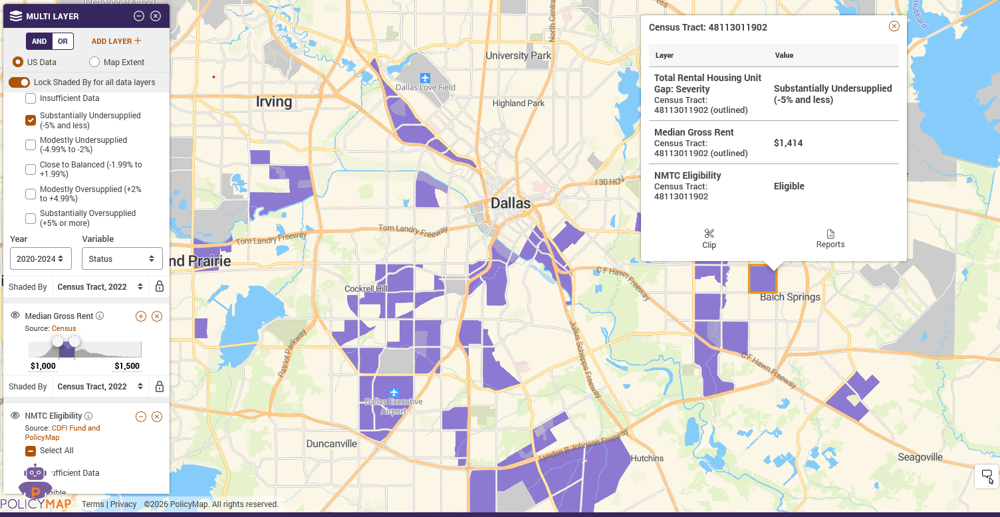 MULTI LAYER
AND OR ADD LAYER
US Data Map Extent
Lock Shaded By for all data layers
Insufficient Data
Substantially Undersupplied
(-5% and less)
Modestly Undersupplied
(-4.99% to -2%)
Close to Balanced (-1.99% to
+1.99%)
Modestly Oversupplied (+2%
to +4.99%)
Substantially Oversupplied
(+5% or more)
Year Variable
2020-2024 Status
Shaded By Census Tract, 2022
Median Gross Rent
Source: Census
$1,000 $1,500
Shaded By Census Tract, 2022
NMTC Eligibility
Source: CDFI Fund and
PolicyMap
Select All
ufficient Data
gible
POLICYMAP
Terms | Privacy ©2026 PolicyMap. All rights reserved.
International Airport
North Central
Hubbard
University Park
Dallas Love Field
Irving
Highland Park
I 30 HOV
Dallas
Tom Landry Freeway
Tom Landry Freeway
nd Prairie
C F Hawn Freeway
Cockrell Hill
Balch Springs
Patriot Parkway
Julius Schepps Freeway
C F Hawn Freeway
Dallas Executive
Airport
Duncanville
Lyndon B Johnson Freeway
Hutchins
Seagoville
Census Tract: 48113011902
Layer Value
Total Rental Housing Unit
Gap: Severity
Census Tract:
48113011902 (outlined)
Substantially Undersupplied
(-5% and less)
Median Gross Rent
Census Tract:
48113011902 (outlined)
$1,414
NMTC Eligibility
Census Tract:
48113011902
Eligible
Clip Reports